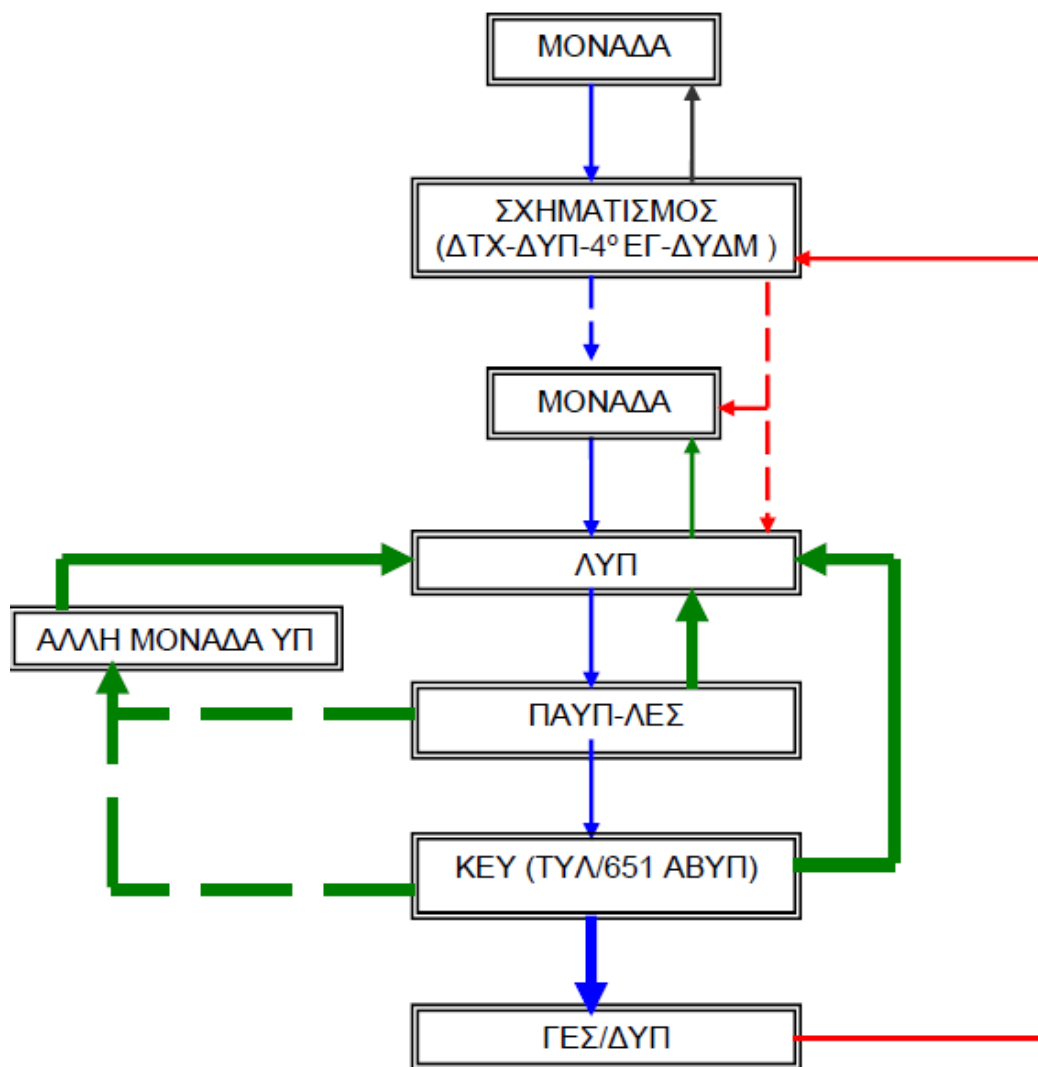 ΜΟΝΑΔΑ
ΣΧΗΜΑΤΙΣΜΟΣ
(ΔΤΧ-ΔΥΠ-4º ΕΓ-ΔΥΔΜ )
ΜΟΝΑΔΑ
ΛΥΠ
ΑΛΛΗ ΜΟΝΑΔΑ ΥΠ
ΠΑΥΠ-ΛΕΣ
ΚΕΥ (ΤΥΛ/651 ΑΒΥΠ)
ΓΕΣ/ΔΥΠ